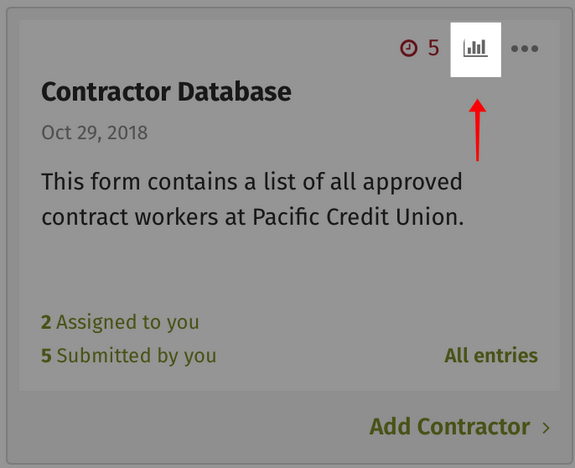 5
Contractor Database
Oct 29, 2018
This form contains a list of all approved
contract workers at Pacific Credit Union.
2 Assigned to you
5 Submitted by you
All entries
Add Contractor